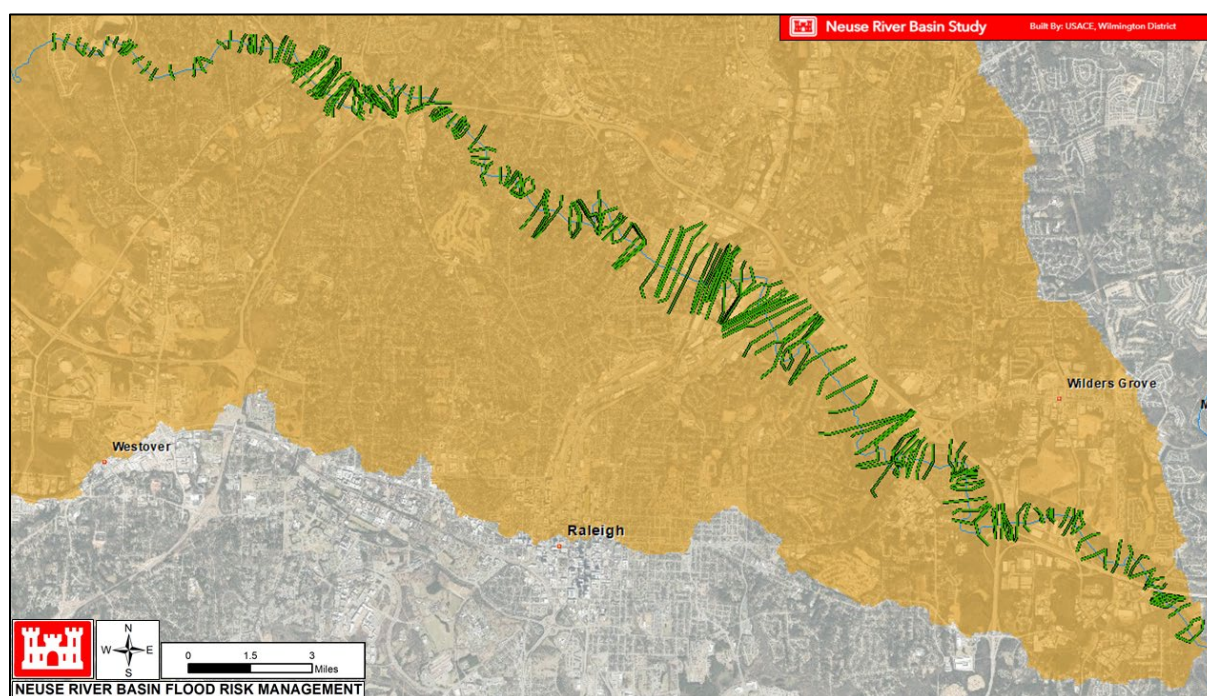 Neuse River Basin Study
Built By: USACE, Wilmington District
Wilders Grove
M
Westover
Raleigh
N
W E
S
0 1.5 3
Miles
NEUSE RIVER BASIN FLOOD RISK MANAGEMENT